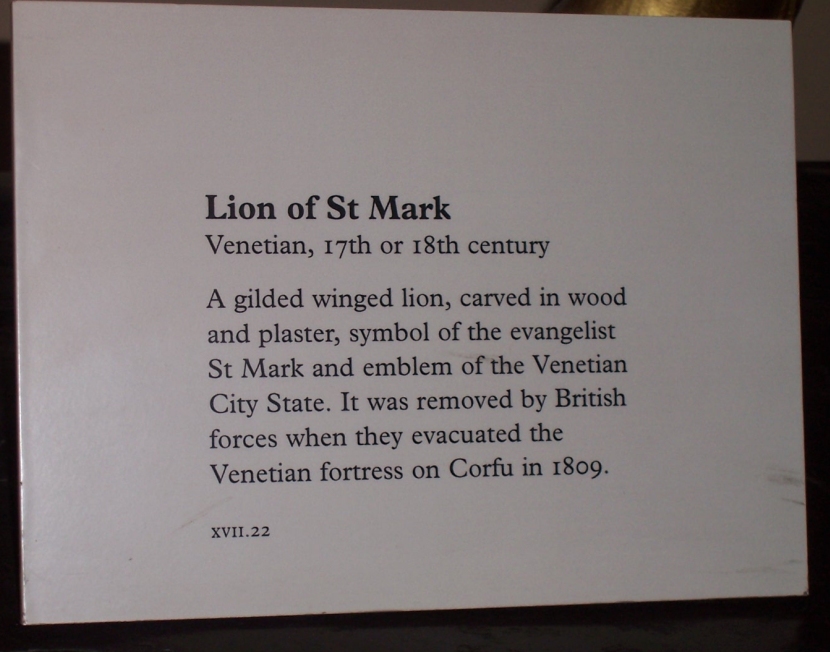 Lion of St Mark
Venetian, 17th or 18th century
A gilded winged lion, carved in wood
and plaster, symbol of the evangelist
St Mark and emblem of the Venetian
City State. It was removed by British
forces when they evacuated the
Venetian fortress on Corfu in 1809.
XVII.22